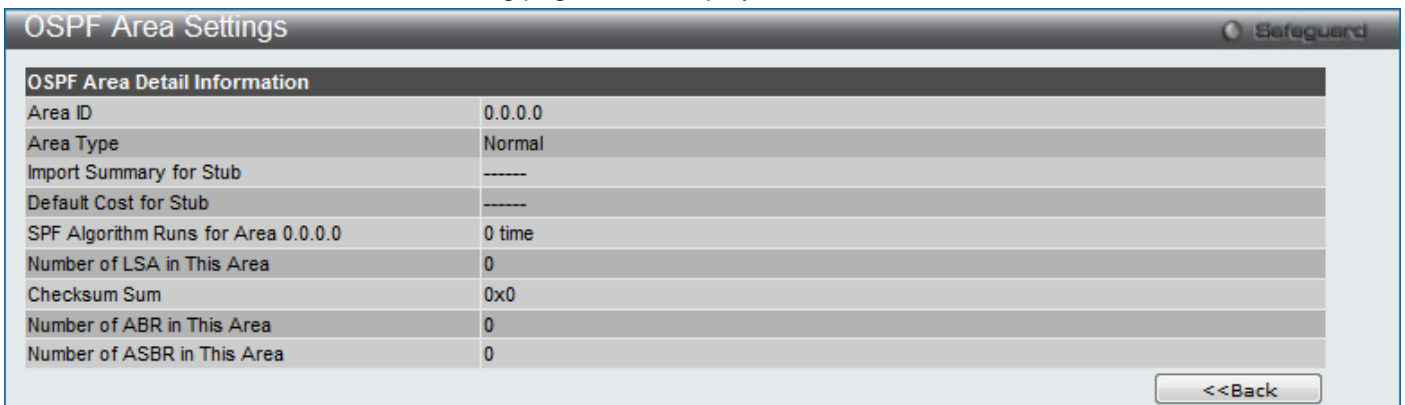 OSPF Area Settings
Safeguard
OSPF Area Detail Information
Area ID 0.0.0.0
Area Type Normal
Import Summary for Stub ------
Default Cost for Stub ------
SPF Algorithm Runs for Area 0.0.0.0 0 time
Number of LSA in This Area 0
Checksum Sum 0x0
Number of ABR in This Area 0
Number of ASBR in This Area 0
<<Back